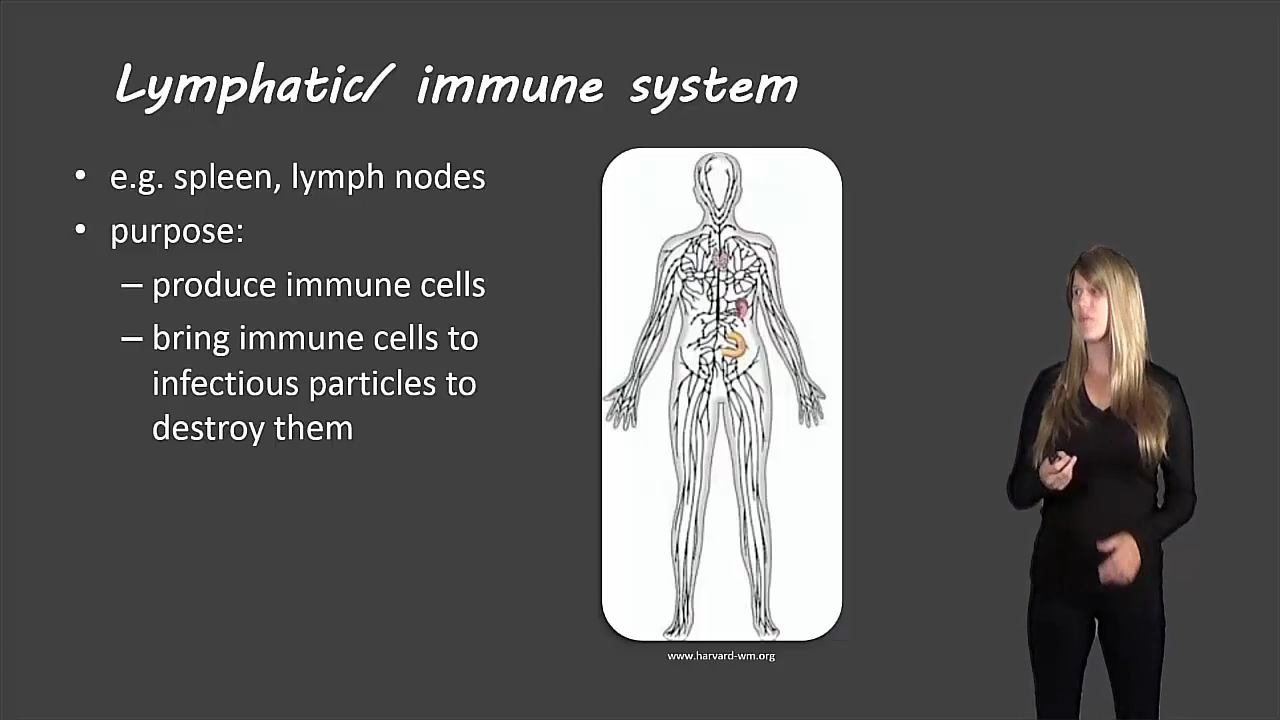 Lymphatic/ immune system
• e.g. spleen, lymph nodes
• purpose:
– produce immune cells
– bring immune cells to
infectious particles to
destroy them
www.harvard-wm.org